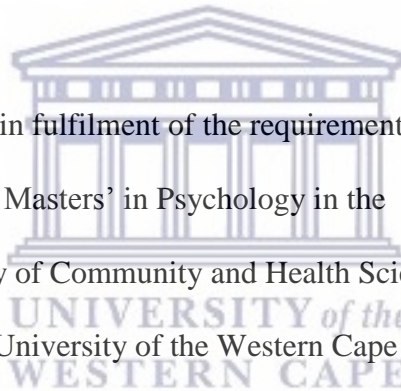 in fulfilment of the requirement
Masters’ in Psychology in the
y of Community and Health Scie
UNIVERSITY of the
University of the Western Cape
WESTERN CAPE